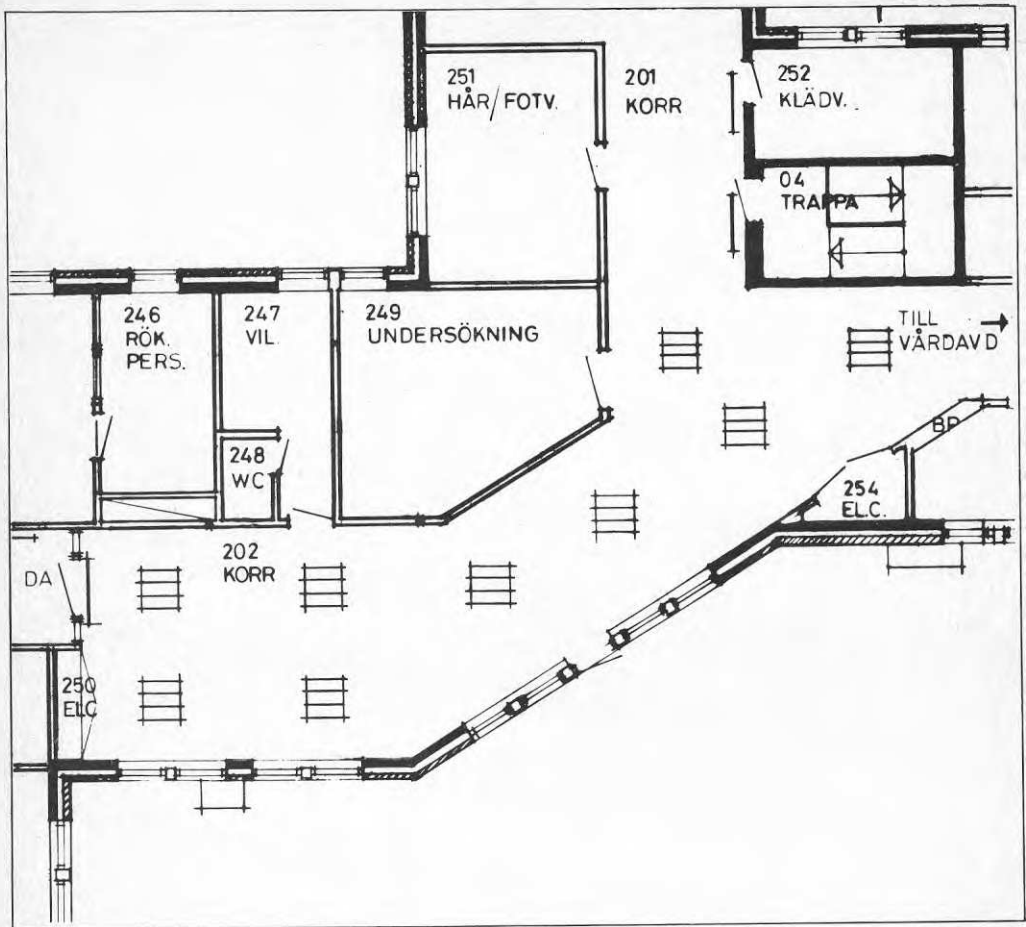 251
HÅR/FOTV.
201
KORR
252
KLÄDV.
04
TRAPPA
246
RÖK.
PERS.
247
VIL.
249
UNDERSÖKNING
TILL
VÅRDAVD
248
WC
BD
254
EL.C.
202
KORR
DA
250
ELC